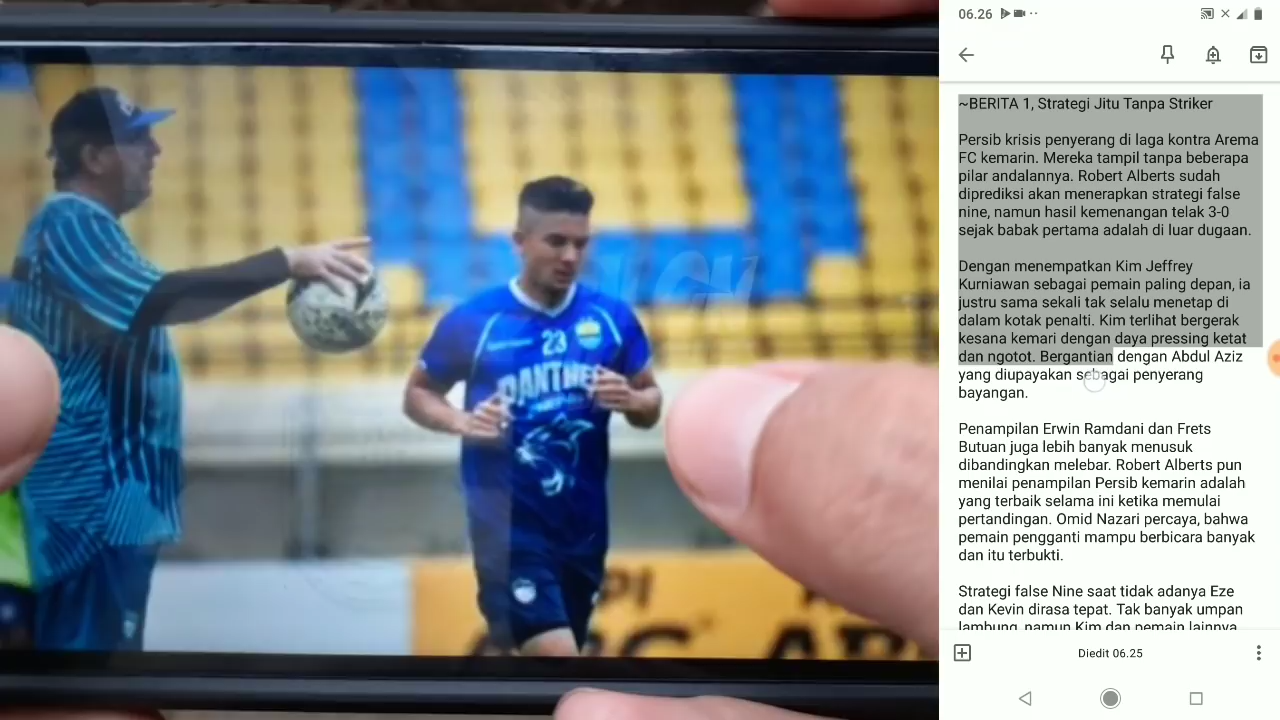 06.26
~BERITA 1, Strategi Jitu Tanpa Striker
Persib krisis penyerang di laga kontra Arema
FC kemarin. Mereka tampil tanpa beberapa
pilar andalannya. Robert Alberts sudah
diprediksi akan menerapkan strategi false
nine, namun hasil kemenangan telak 3-0
sejak babak pertama adalah di luar dugaan.
Dengan menempatkan Kim Jeffrey
Kurniawan sebagai pemain paling depan, ia
justru sama sekali tak selalu menetap di
dalam kotak penalti. Kim terlihat bergerak
kesana kemari dengan daya pressing ketat
dan ngotot. Bergantian dengan Abdul Aziz
yang diupayakan sebagai penyerang
bayangan.
Penampilan Erwin Ramdani dan Frets
Butuan juga lebih banyak menusuk
dibandingkan melebar. Robert Alberts pun
menilai penampilan Persib kemarin adalah
yang terbaik selama ini ketika memulai
pertandingan. Omid Nazari percaya, bahwa
pemain pengganti mampu berbicara banyak
dan itu terbukti.
Strategi false Nine saat tidak adanya Eze
dan Kevin dirasa tepat. Tak banyak umpan
lambung, namun Kim dan pemain lainnya
Diedit 06.25
23
PANTHER